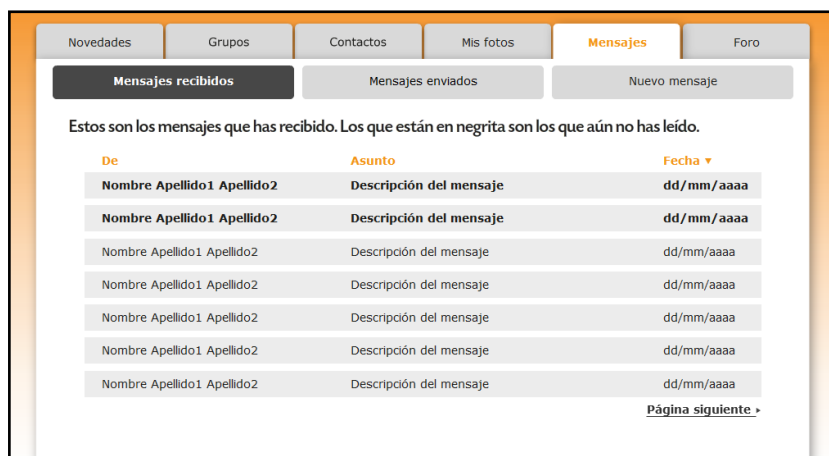 Novedades Grupos Contactos Mis fotos Mensajes Foro
Mensajes recibidos Mensajes enviados Nuevo mensaje
Estos son los mensajes que has recibido. Los que están en negrita son los que aún no has leído.
De Asunto Fecha ▼
Nombre Apellido1 Apellido2 Descripción del mensaje dd/mm/aaaa
Nombre Apellido1 Apellido2 Descripción del mensaje dd/mm/aaaa
Nombre Apellido1 Apellido2 Descripción del mensaje dd/mm/aaaa
Nombre Apellido1 Apellido2 Descripción del mensaje dd/mm/aaaa
Nombre Apellido1 Apellido2 Descripción del mensaje dd/mm/aaaa
Nombre Apellido1 Apellido2 Descripción del mensaje dd/mm/aaaa
Nombre Apellido1 Apellido2 Descripción del mensaje dd/mm/aaaa
Página siguiente ▸